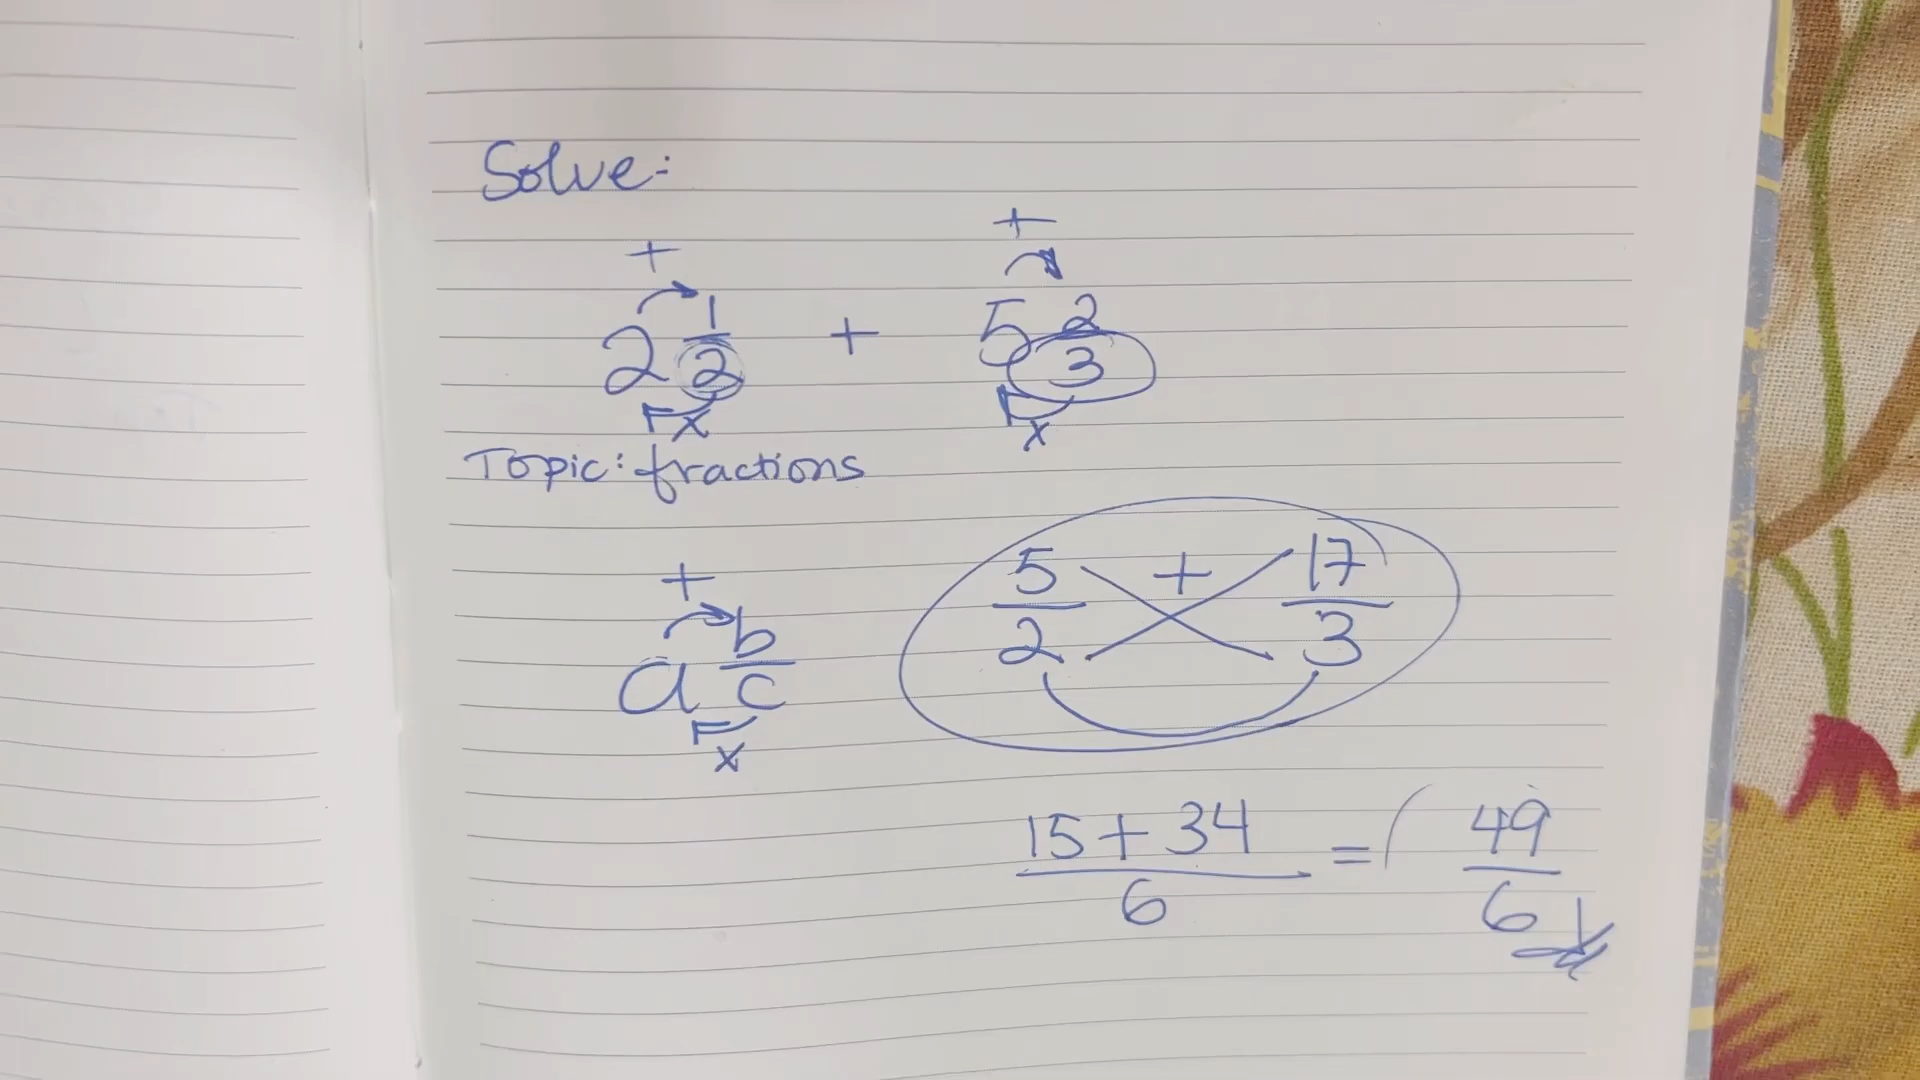 Solve:
+ +
2 1/2 + 5 2/3
x x
Topic: fractions
+
a b/c
x
5/2 + 17/3
15 + 34/6 = ( 49/6